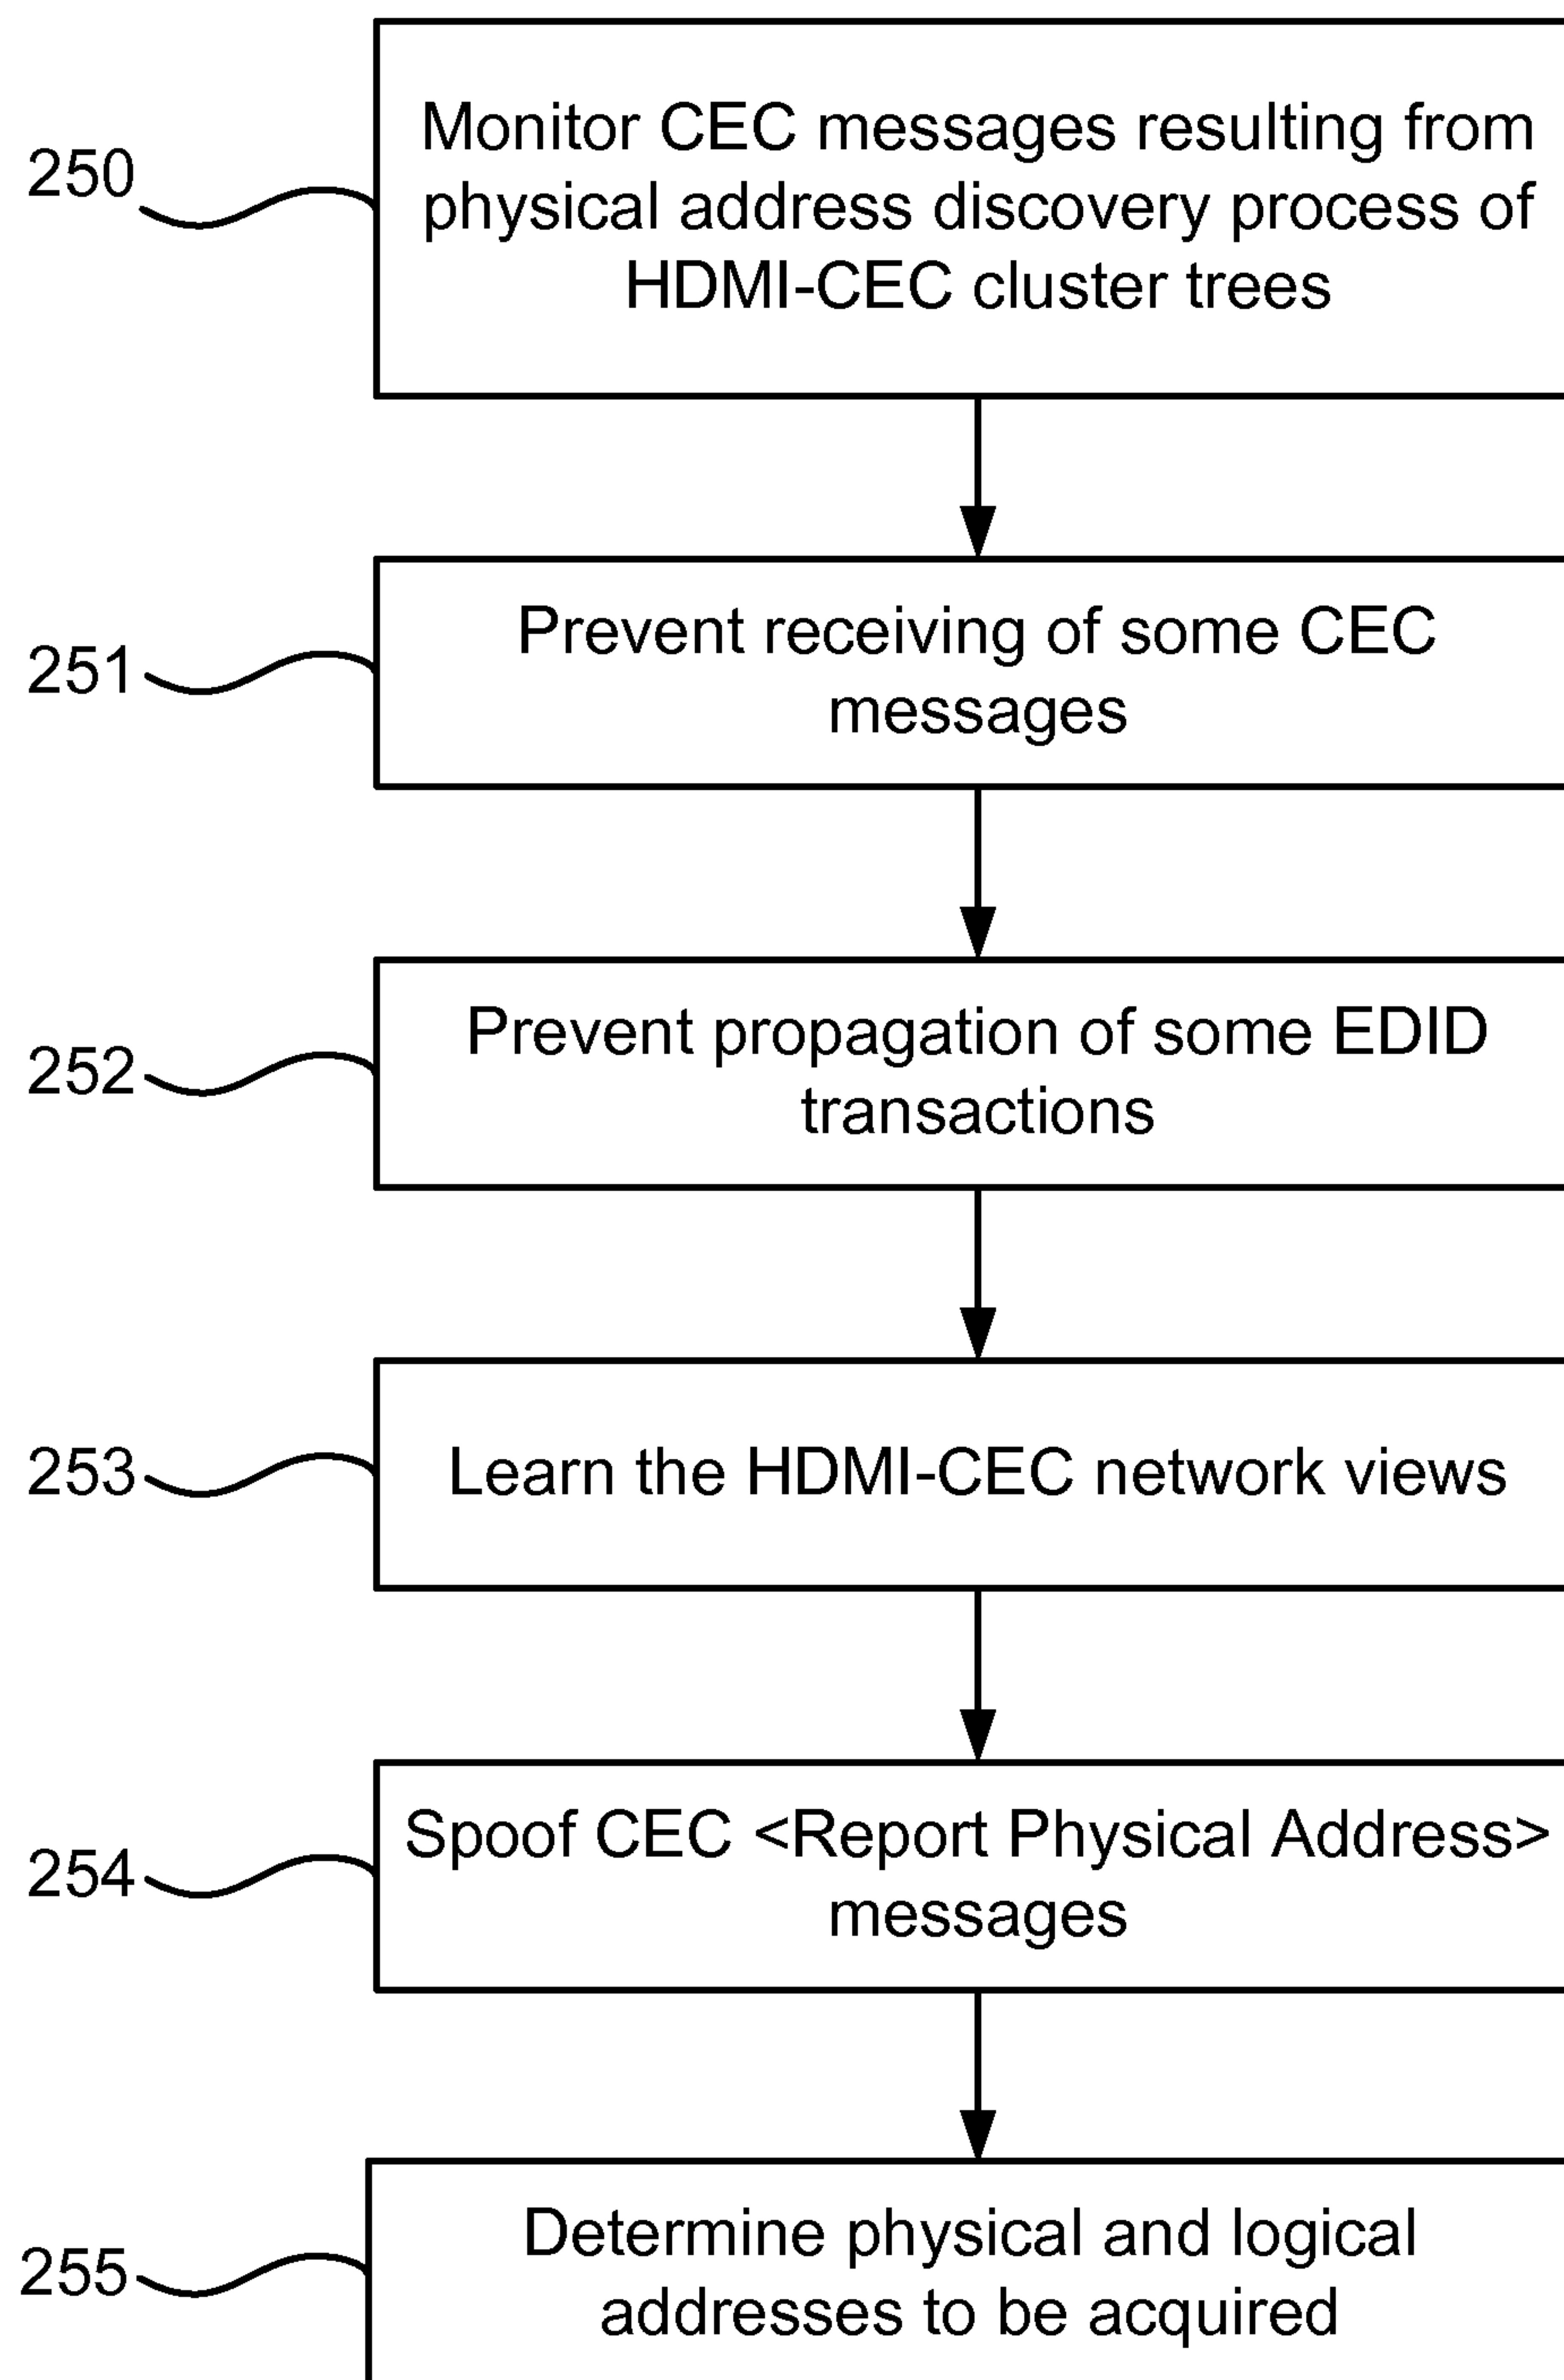 250
Monitor CEC messages resulting from
physical address discovery process of
HDMI-CEC cluster trees
251
Prevent receiving of some CEC
messages
252
Prevent propagation of some EDID
transactions
253
Learn the HDMI-CEC network views
254
Spoof CEC <Report Physical Address>
messages
255
Determine physical and logical
addresses to be acquired